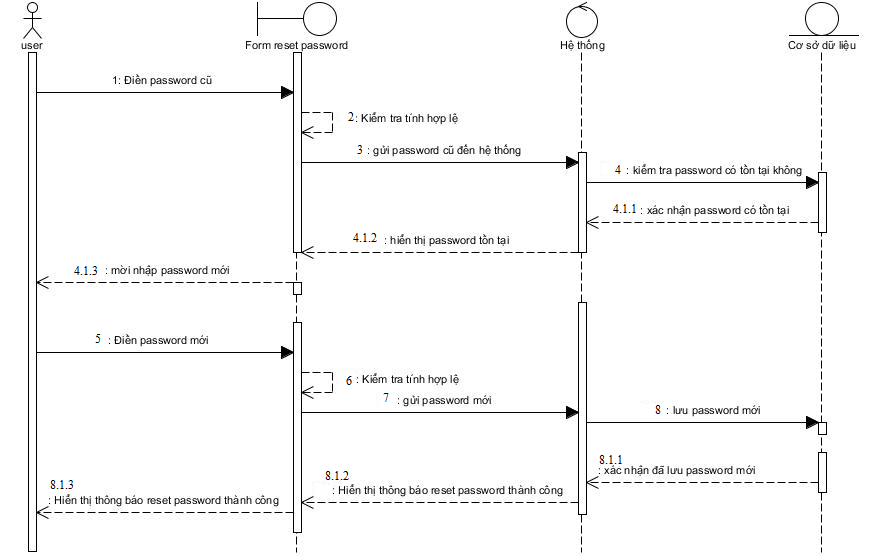 user
Form reset password
Hệ thống
Cơ sở dữ liệu
1: Điền password cũ
2: Kiểm tra tính hợp lệ
3 : gửi password cũ đến hệ thống
4 : kiểm tra password có tồn tại không
4.1.1 : xác nhận password có tồn tại
4.1.2 : hiển thị password tồn tại
4.1.3 : mời nhập password mới
5 : Điền password mới
6 : Kiểm tra tính hợp lệ
7 : gửi password mới
8 : lưu password mới
8.1.1
: xác nhận đã lưu password mới
8.1.2
: Hiển thị thông báo reset password thành công
8.1.3
: Hiển thị thông báo reset password thành công